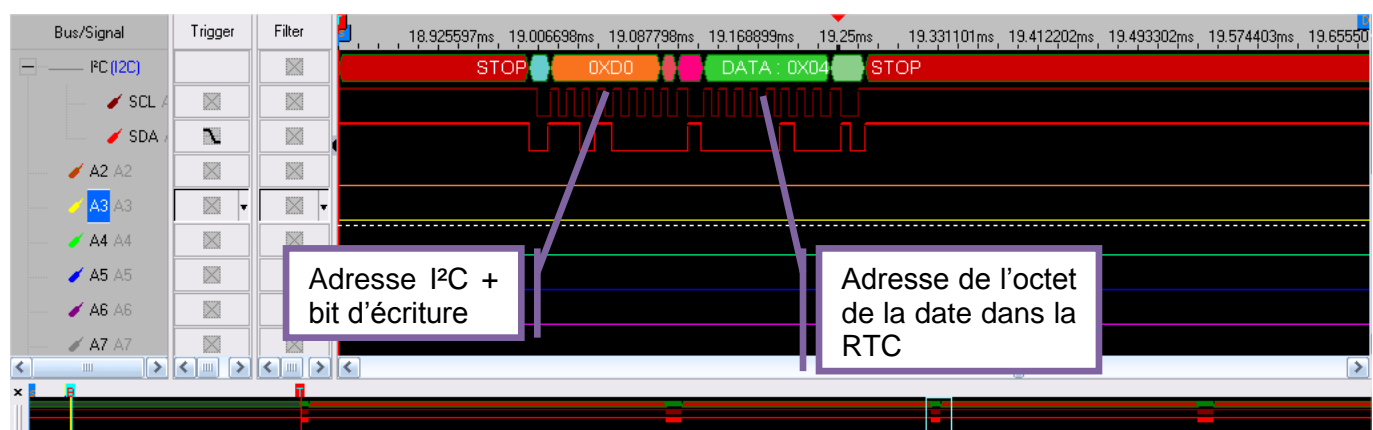 Bus/Signal Trigger Filter
18.925597ms 19.006698ms 19.087798ms 19.168899ms 19.25ms 19.331101ms 19.412202ms 19.493302ms 19.574403ms 19.65550
I²C (I2C) STOP 0XD0 DATA : 0X04 STOP
SCL
SDA
A2 A2
A3 A3
A4 A4
A5 A5
A6 A6
A7 A7
Adresse I²C +
bit d'écriture
Adresse de l'octet
de la date dans la
RTC
B T